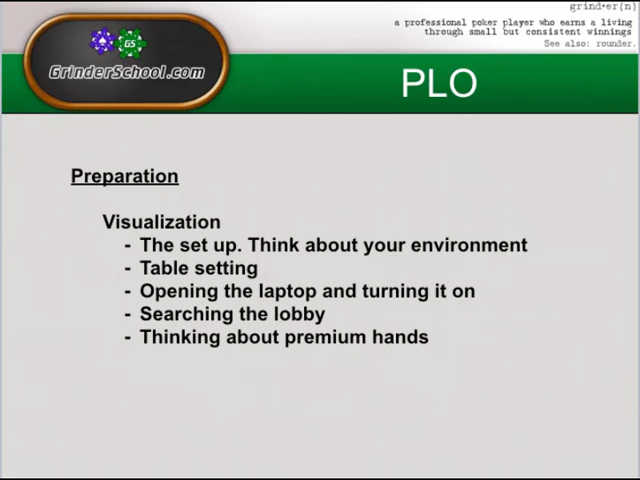 grind·er(n)
a professional poker player who earns a living
through small but consistent winnings
See also: rounder.
GS
GrinderSchool.com
PLO
Preparation
Visualization
- The set up. Think about your environment
- Table setting
- Opening the laptop and turning it on
- Searching the lobby
- Thinking about premium hands